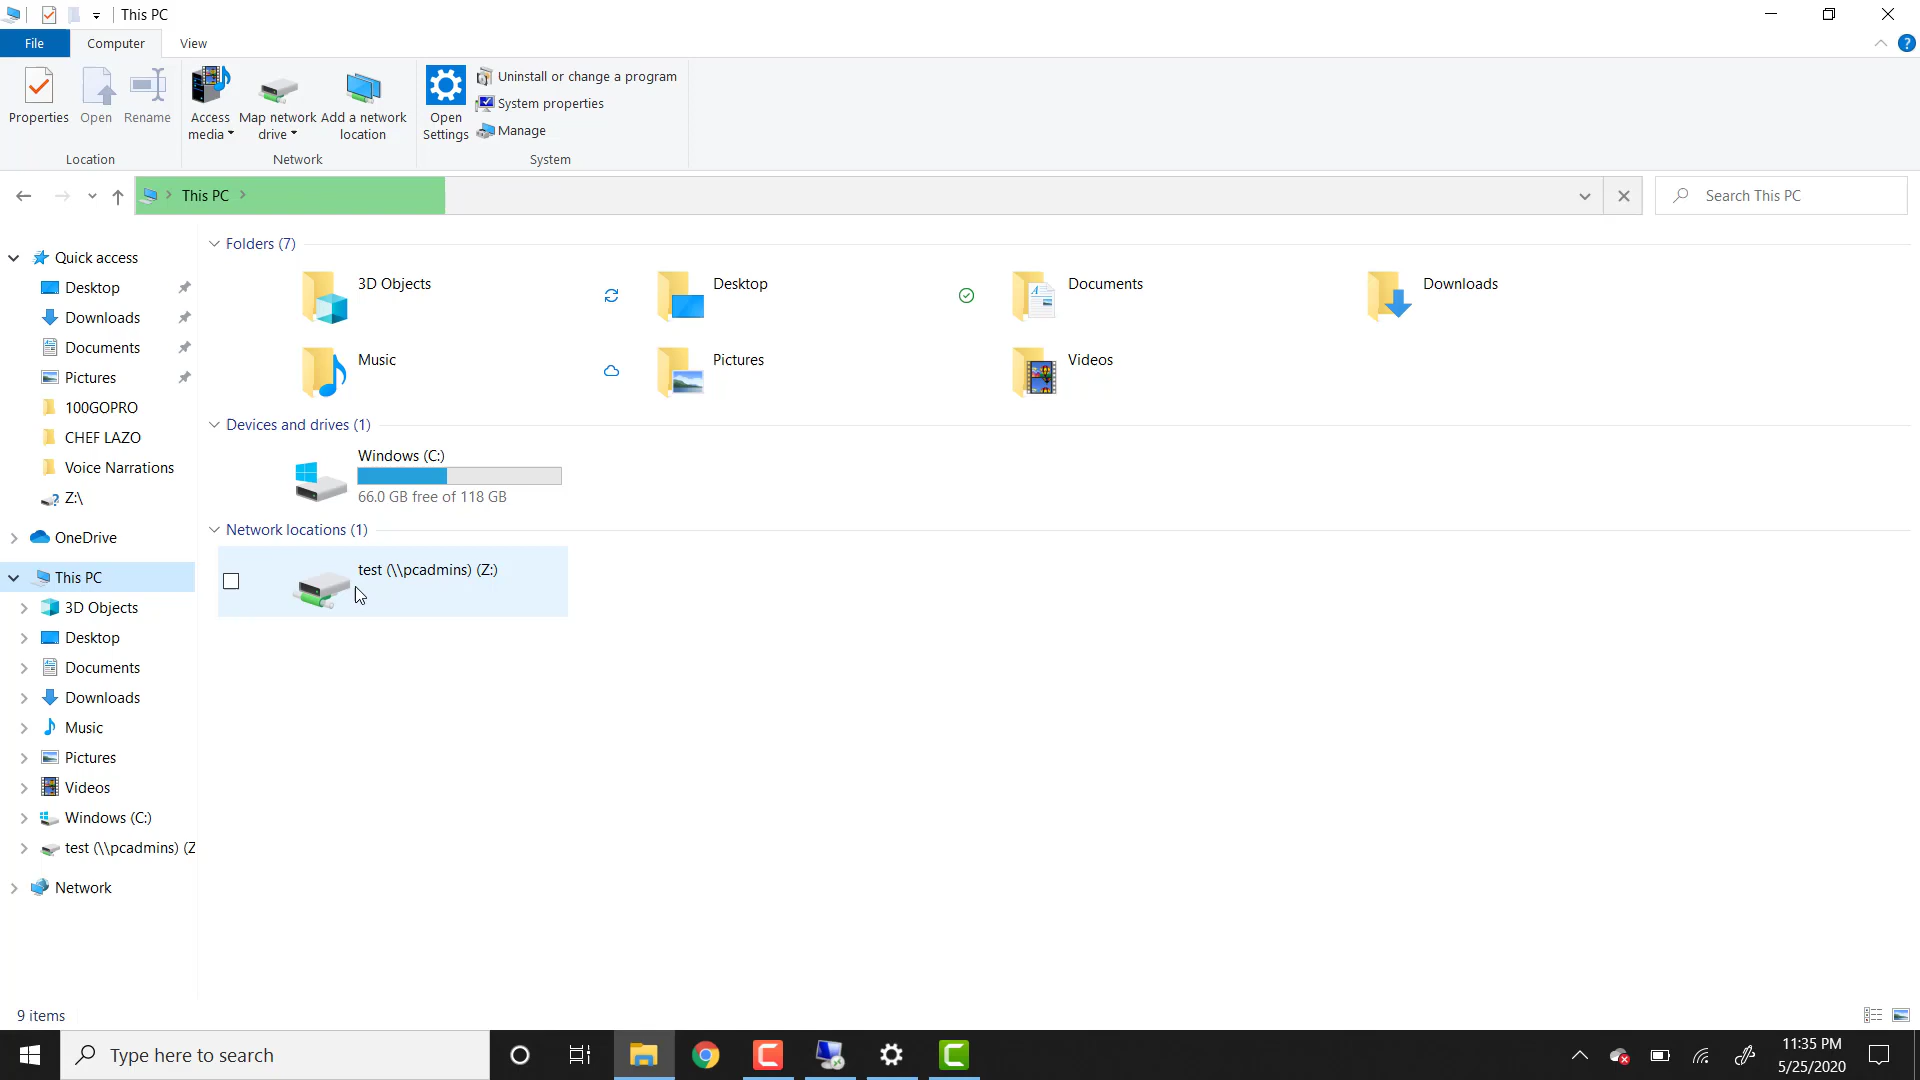 This PC
File
Computer
View
Properties
Open
Rename
Access media
Map network drive
Add a network location
Open Settings
Uninstall or change a program
System properties
Manage
Location
Network
System
This PC
Search This PC
Quick access
Desktop
Downloads
Documents
Pictures
100GOPRO
CHEF LAZO
Voice Narrations
Z:\
OneDrive
This PC
3D Objects
Desktop
Documents
Downloads
Music
Pictures
Videos
Windows (C:)
test (\\pcadmins) (Z
Network
Folders (7)
3D Objects
Desktop
Documents
Downloads
Music
Pictures
Videos
Devices and drives (1)
Windows (C:)
66.0 GB free of 118 GB
Network locations (1)
test (\\pcadmins) (Z:)
9 items
Type here to search
11:35 PM
5/25/2020